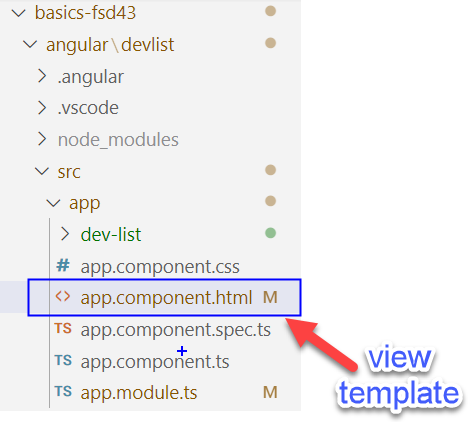 basics-fsd43
angular\devlist
.angular
.vscode
node_modules
src
app
dev-list
# app.component.css
<> app.component.html M
TS app.component.spec.ts
TS app.component.ts
TS app.module.ts M
view
template